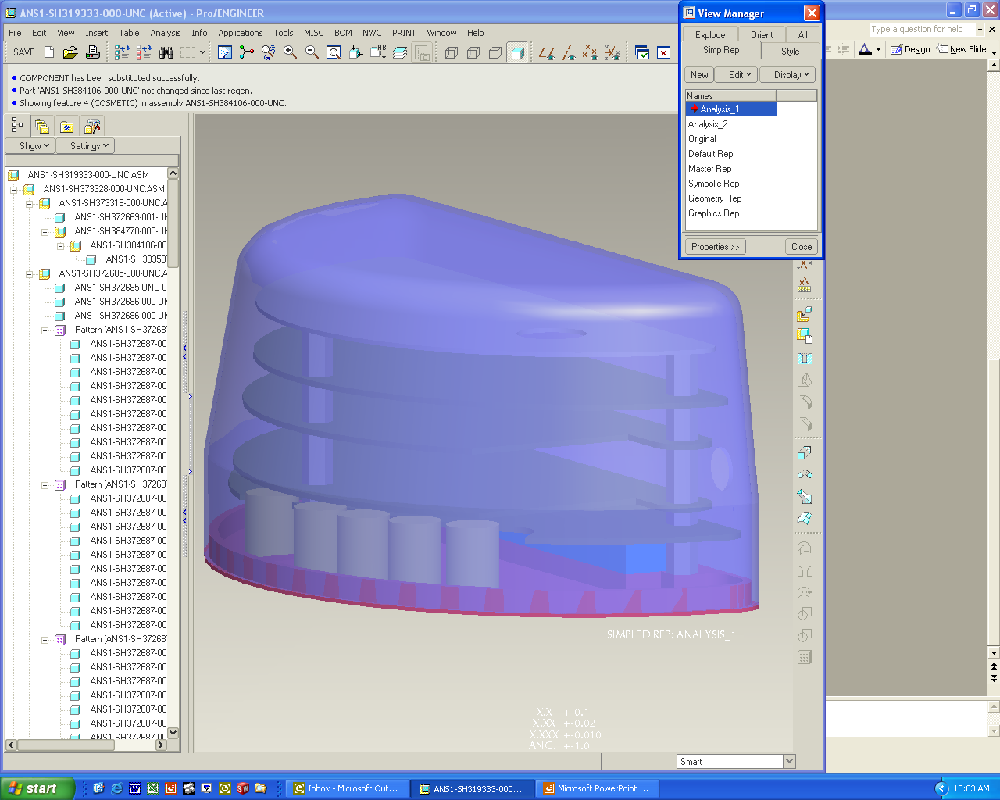 ANS1-SH319333-000-UNC (Active) - Pro/ENGINEER
File Edit View Insert Table Analysis Info Applications Tools MISC BOM NWC PRINT Window Help
SAVE
COMPONENT has been substituted successfully.
Part 'ANS1-SH384106-000-UNC' not changed since last regen.
Showing feature 4 (COSMETIC) in assembly ANS1-SH384106-000-UNC.
Show Settings
ANS1-SH319333-000-UNC.ASM
ANS1-SH373328-000-UNC.ASM
ANS1-SH373318-000-UNC.A
ANS1-SH372669-001-UN
ANS1-SH384770-000-UN
ANS1-SH384106-00
ANS1-SH38359
ANS1-SH372685-000-UNC.A
ANS1-SH372685-UNC-0
ANS1-SH372686-000-UN
ANS1-SH372686-000-UN
Pattern (ANS1-SH37268
ANS1-SH372687-00
ANS1-SH372687-00
ANS1-SH372687-00
ANS1-SH372687-00
ANS1-SH372687-00
ANS1-SH372687-00
ANS1-SH372687-00
ANS1-SH372687-00
ANS1-SH372687-00
ANS1-SH372687-00
Pattern (ANS1-SH37268
ANS1-SH372687-00
ANS1-SH372687-00
ANS1-SH372687-00
ANS1-SH372687-00
ANS1-SH372687-00
ANS1-SH372687-00
ANS1-SH372687-00
ANS1-SH372687-00
ANS1-SH372687-00
ANS1-SH372687-00
Pattern (ANS1-SH37268
ANS1-SH372687-00
ANS1-SH372687-00
ANS1-SH372687-00
ANS1-SH372687-00
ANS1-SH372687-00
ANS1-SH372687-00
ANS1-SH372687-00
View Manager
Explode Orient All
Simp Rep Style
New Edit Display
Names
Analysis_1
Analysis_2
Original
Default Rep
Master Rep
Symbolic Rep
Geometry Rep
Graphics Rep
Properties >> Close
Type a question for help
A Design New Slide
SIMPLFD REP: ANALYSIS_1
X.X +-0.1
X.XX +-0.02
X.XXX +-0.010
ANG. +-1.0
Smart
start
Inbox - Microsoft Out...
ANS1-SH319333-000...
Microsoft PowerPoint ...
10:03 AM